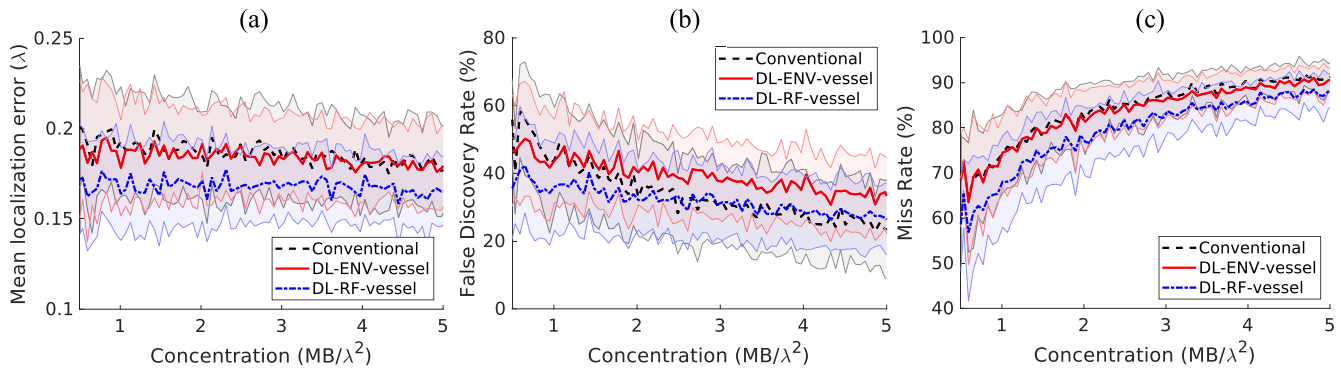 (a)
Mean localization error (λ)
0.25
0.2
0.15
0.1
1 2 3 4 5
Concentration (MB/λ²)
Conventional
DL-ENV-vessel
DL-RF-vessel
(b)
False Discovery Rate (%)
80
60
40
20
0
1 2 3 4 5
Concentration (MB/λ²)
Conventional
DL-ENV-vessel
DL-RF-vessel
(c)
Miss Rate (%)
100
90
80
70
60
50
40
1 2 3 4 5
Concentration (MB/λ²)
Conventional
DL-ENV-vessel
DL-RF-vessel